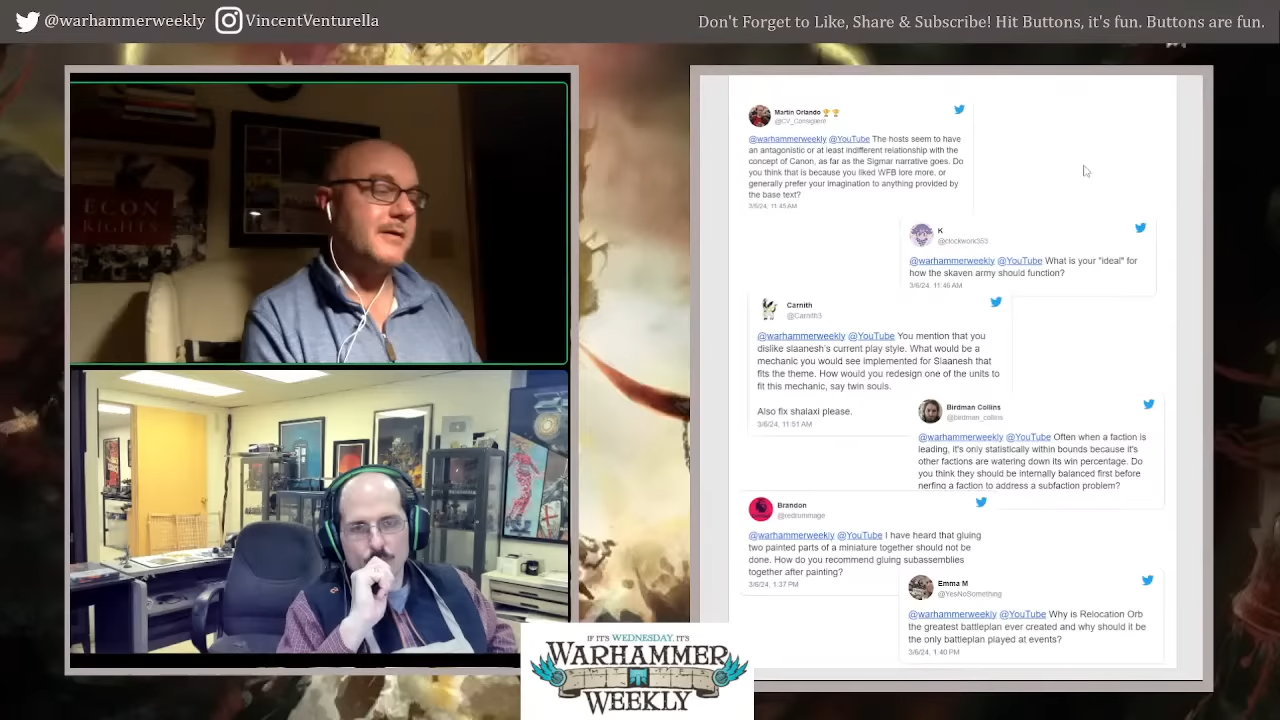 @warhammerweekly
@VincentVenturella
Don't Forget to Subscribe! Hit Buttons, it's fun. Buttons are fun.
Martin Orlando
@warhammerweekly @YouTube The hosts seem to have
an antagonistic or at least indifferent relationship with the
concept of Canon, as far as the Sigmar narrative goes. Do
you think that is because you liked WFB lore more, or
generally prefer your imagination to anything provided by
the base text?
3/6/24, 11:45 AM
K
@clockwork353
@warhammerweekly @YouTube What is your "ideal" for
how the skaven army should function?
3/6/24, 11:46 AM
Carnith
@Carnith3
@warhammerweekly @YouTube You mention that you
dislike slaanesh's current play style. What would be a
mechanic you would see implemented for Slaanesh that
fits the theme. How would you redesign one of the units to
fit this mechanic, say twin souls.
Also fix shalaxi please.
3/6/24, 11:51 AM
Birdman Collins
@birdman_collins
@warhammerweekly @YouTube Often when a faction is
leading, it's only statistically within bounds because it's
other factions are watering down its win percentage. Do
you think they should be internally balanced first before
nerfing a faction to address a subfaction problem?
Brandon
@redrummage
@warhammerweekly @YouTube I have heard that gluing
two painted parts of a miniature together should not be
done. How do you recommend gluing subassemblies
together after painting?
3/6/24, 1:37 PM
Emma M
@YesNoSomething
@warhammerweekly @YouTube Why is Relocation Orb
the greatest battleplan ever created and why should it be
the only battleplan played at events?
3/6/24, 1:40 PM
RIGHTS
IF IT'S WEDNESDAY, IT'S
WARHAMMER
WEEKLY